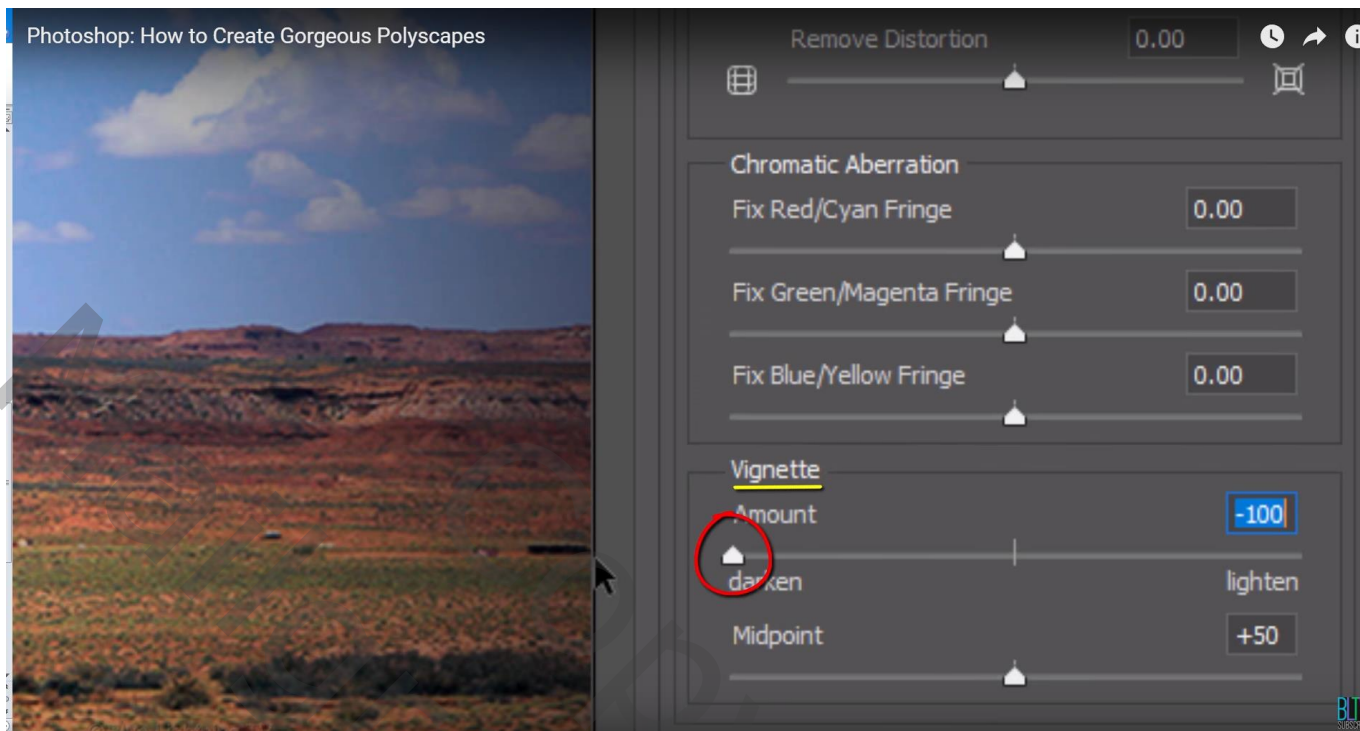 Photoshop: How to Create Gorgeous Polyscapes
Remove Distortion 0.00
Chromatic Aberration
Fix Red/Cyan Fringe 0.00
Fix Green/Magenta Fringe 0.00
Fix Blue/Yellow Fringe 0.00
Vignette
Amount -100
darken lighten
Midpoint +50
BLT